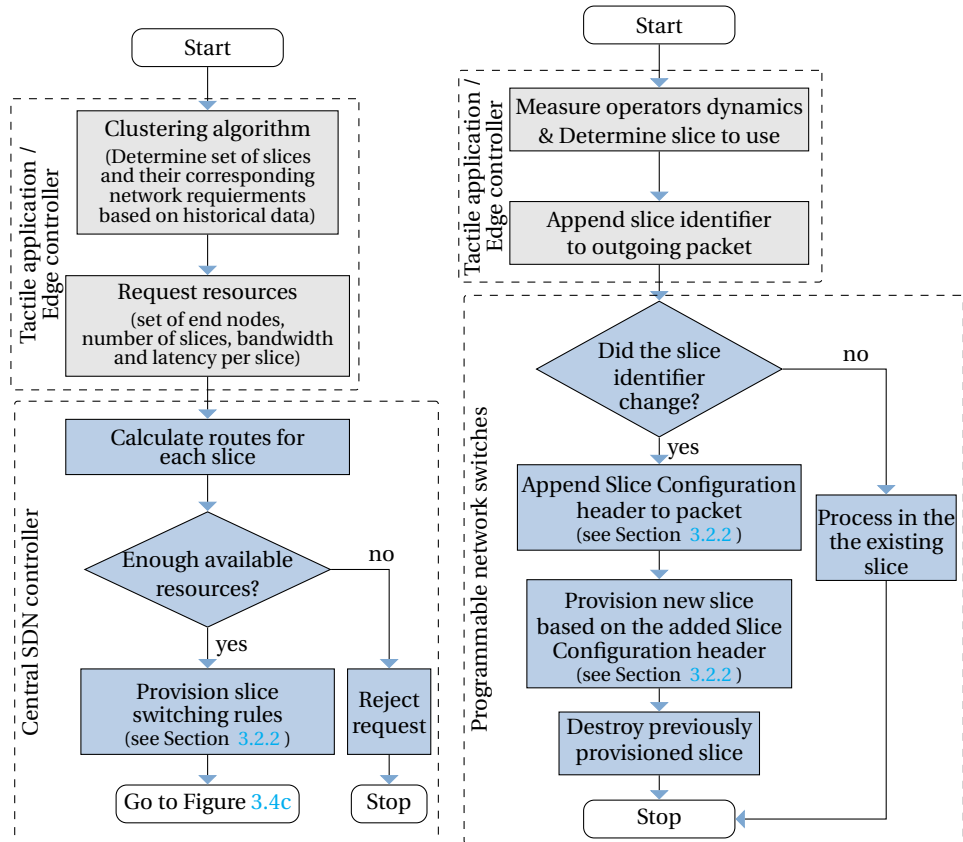 Start
Tactile application /
Edge controller
Clustering algorithm
(Determine set of slices
and their corresponding
network requierments
based on historical data)
Request resources
(set of end nodes,
number of slices, bandwidth
and latency per slice)
Central SDN controller
Calculate routes for
each slice
Enough available
resources?
no
yes
Provision slice
switching rules
(see Section 3.2.2 )
Reject
request
Go to Figure 3.4c
Stop
Start
Tactile application /
Edge controller
Measure operators dynamics
& Determine slice to use
Append slice identifier
to outgoing packet
Programmable network switches
Did the slice
identifier
change?
no
yes
Append Slice Configuration
header to packet
(see Section 3.2.2 )
Process in the
the existing
slice
Provision new slice
based on the added Slice
Configuration header
(see Section 3.2.2 )
Destroy previously
provisioned slice
Stop